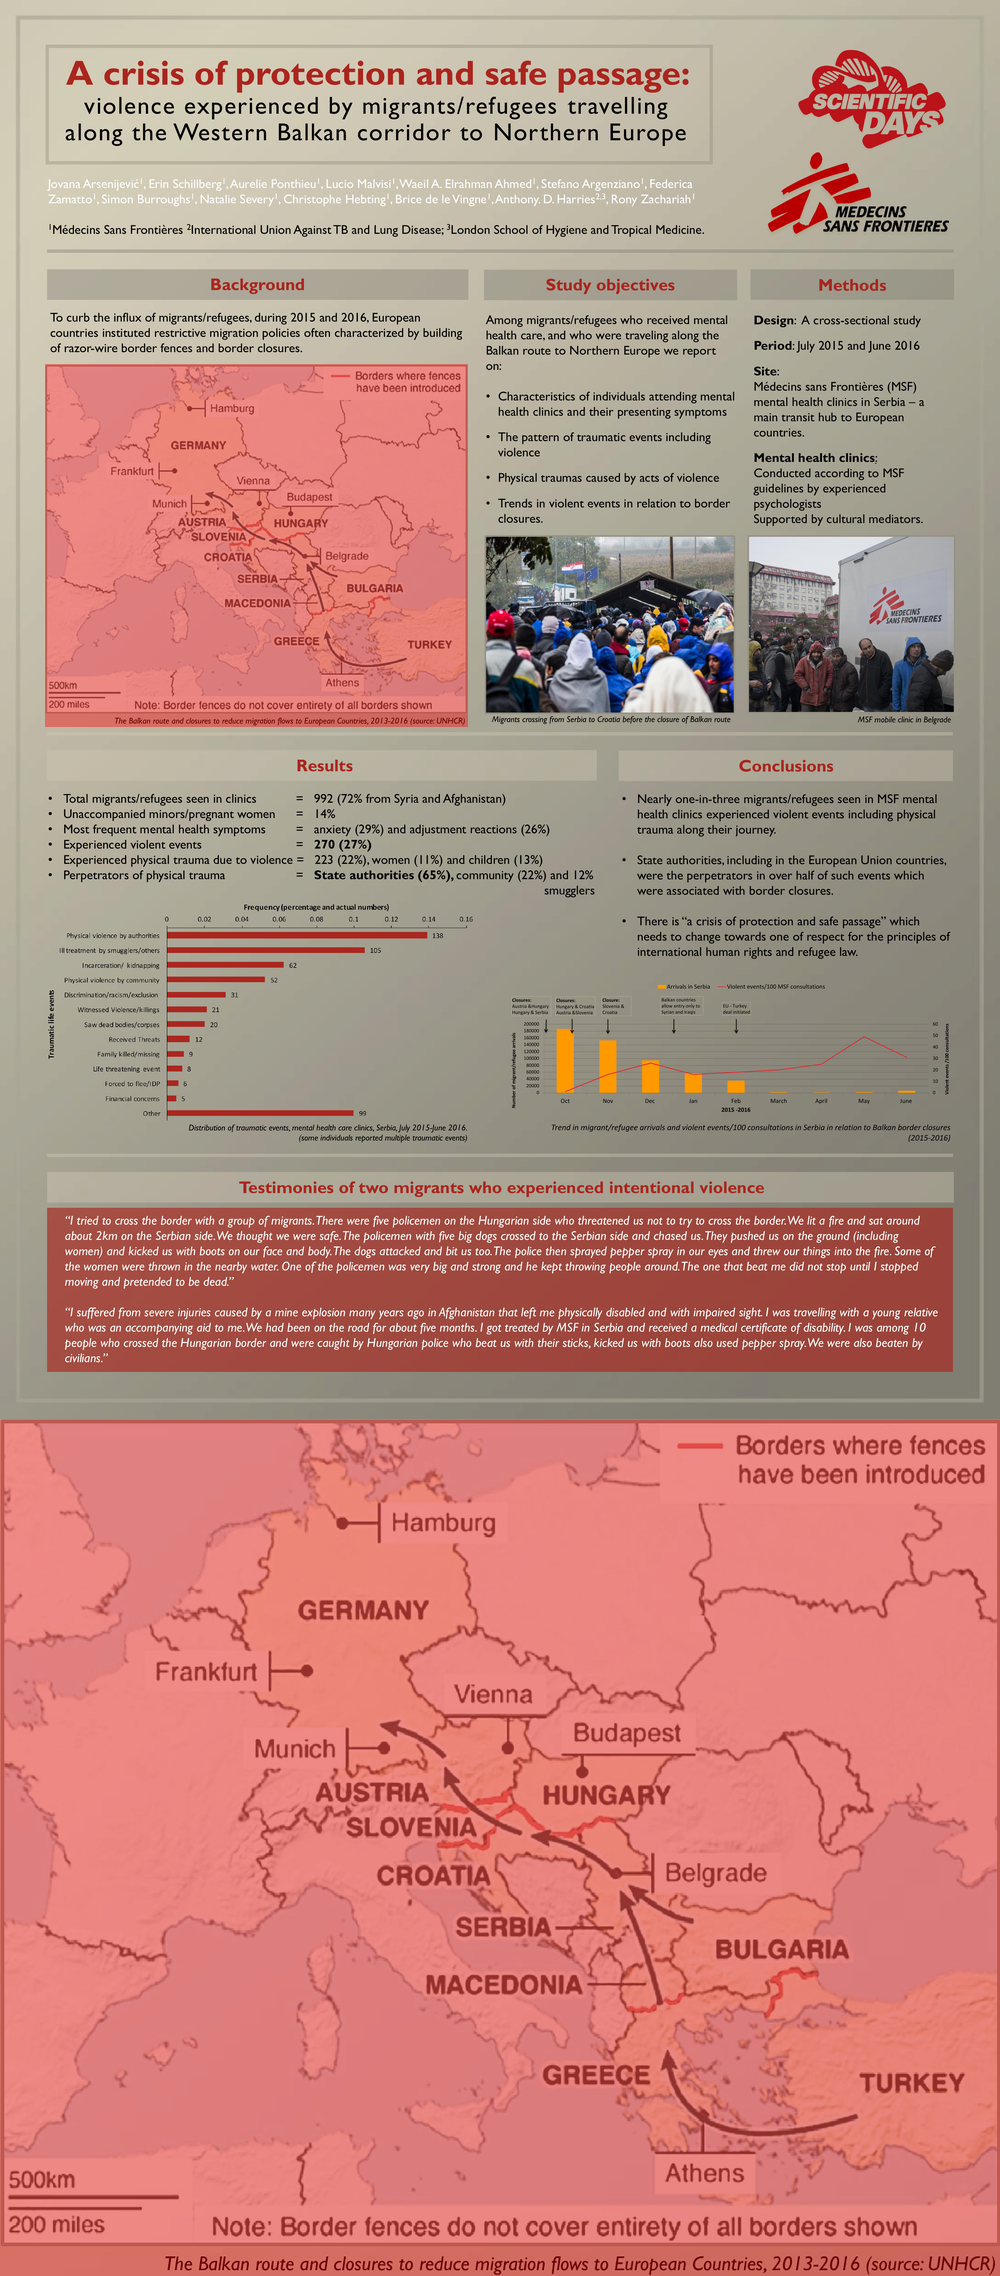 A crisis of protection and safe passage:
violence experienced by migrants/refugees travelling
along the Western Balkan corridor to Northern Europe
SCIENTIFIC
DAYS
MEDECINS
SANS FRONTIERES
Jovana Arsenijević¹, Erin Schillberg¹, Aurelie Ponthieu¹, Lucio Malvisi¹, Waeil A. Elrahman Ahmed¹, Stefano Argenziano¹, Federica
Zamatto¹, Simon Burroughs¹, Natalie Severy¹, Christophe Hebting¹, Brice de le Vingne¹, Anthony. D. Harries²,³, Rony Zachariah¹
¹Médecins Sans Frontières ²International Union Against TB and Lung Disease; ³London School of Hygiene and Tropical Medicine.
Background
To curb the influx of migrants/refugees, during 2015 and 2016, European
countries instituted restrictive migration policies often characterized by building
of razor-wire border fences and border closures.
Borders where fences
have been introduced
Hamburg
GERMANY
Frankfurt
Vienna
Budapest
Munich
AUSTRIA
HUNGARY
SLOVENIA
CROATIA
Belgrade
SERBIA
BULGARIA
MACEDONIA
GREECE
TURKEY
Athens
500km
200 miles
Note: Border fences do not cover entirety of all borders shown
The Balkan route and closures to reduce migration flows to European Countries, 2013-2016 (source: UNHCR)
Study objectives
Among migrants/refugees who received mental
health care, and who were traveling along the
Balkan route to Northern Europe we report
on:
• Characteristics of individuals attending mental
health clinics and their presenting symptoms
• The pattern of traumatic events including
violence
• Physical traumas caused by acts of violence
• Trends in violent events in relation to border
closures.
Migrants crossing from Serbia to Croatia before the closure of Balkan route
Methods
Design: A cross-sectional study
Period: July 2015 and June 2016
Site:
Médecins sans Frontières (MSF)
mental health clinics in Serbia – a
main transit hub to European
countries.
Mental health clinics;
Conducted according to MSF
guidelines by experienced
psychologists
Supported by cultural mediators.
MEDECINS
SANS FRONTIERES
MSF mobile clinic in Belgrade
Results
• Total migrants/refugees seen in clinics = 992 (72% from Syria and Afghanistan)
• Unaccompanied minors/pregnant women = 14%
• Most frequent mental health symptoms = anxiety (29%) and adjustment reactions (26%)
• Experienced violent events = 270 (27%)
• Experienced physical trauma due to violence = 223 (22%), women (11%) and children (13%)
• Perpetrators of physical trauma = State authorities (65%), community (22%) and 12%
smugglers
Frequency (percentage and actual numbers)
0 0.02 0.04 0.06 0.08 0.1 0.12 0.14 0.16
Traumatic life events
Physical violence by authorities 138
Ill treatment by smugglers/others 105
Incarceration/ kidnapping 62
Physical violence by community 52
Discrimination/racism/exclusion 31
Witnessed Violence/killings 21
Saw dead bodies/corpses 20
Received Threats 12
Family killed/missing 9
Life threatening event 8
Forced to flee/IDP 6
Financial concerns 5
Other 99
Distribution of traumatic events, mental health care clinics, Serbia, July 2015-June 2016.
(some individuals reported multiple traumatic events)
Conclusions
• Nearly one-in-three migrants/refugees seen in MSF mental
health clinics experienced violent events including physical
trauma along their journey.
• State authorities, including in the European Union countries,
were the perpetrators in over half of such events which
were associated with border closures.
• There is "a crisis of protection and safe passage" which
needs to change towards one of respect for the principles of
international human rights and refugee law.
Arrivals in Serbia Violent events/100 MSF consultations
Closures:
Austria &Hungary
Hungary & Serbia
Closures:
Hungary & Croatia
Austria &Slovenia
Closure:
Slovenia &
Croatia
Balkan countries
allow entry only to
Syrian and Iraqis
EU - Turkey
deal initiated
Number of migrant/refugee arrivals
200000
180000
160000
140000
120000
100000
80000
60000
40000
20000
0
60
50
40
30
20
10
0
Violent events /100 consultations
Oct Nov Dec Jan Feb March April May June
2015 -2016
Trend in migrant/refugee arrivals and violent events/100 consultations in Serbia in relation to Balkan border closures
(2015-2016)
Testimonies of two migrants who experienced intentional violence
"I tried to cross the border with a group of migrants. There were five policemen on the Hungarian side who threatened us not to try to cross the border. We lit a fire and sat around
about 2km on the Serbian side. We thought we were safe. The policemen with five big dogs crossed to the Serbian side and chased us. They pushed us on the ground (including
women) and kicked us with boots on our face and body. The dogs attacked and bit us too. The police then sprayed pepper spray in our eyes and threw our things into the fire. Some of
the women were thrown in the nearby water. One of the policemen was very big and strong and he kept throwing people around. The one that beat me did not stop until I stopped
moving and pretended to be dead."
"I suffered from severe injuries caused by a mine explosion many years ago in Afghanistan that left me physically disabled and with impaired sight. I was travelling with a young relative
who was an accompanying aid to me. We had been on the road for about five months. I got treated by MSF in Serbia and received a medical certificate of disability. I was among 10
people who crossed the Hungarian border and were caught by Hungarian police who beat us with their sticks, kicked us with boots also used pepper spray. We were also beaten by
civilians."
Borders where fences
have been introduced
Hamburg
GERMANY
Frankfurt
Vienna
Budapest
Munich
AUSTRIA
HUNGARY
SLOVENIA
CROATIA
Belgrade
SERBIA
BULGARIA
MACEDONIA
GREECE
TURKEY
Athens
500km
200 miles
Note: Border fences do not cover entirety of all borders shown
The Balkan route and closures to reduce migration flows to European Countries, 2013-2016 (source: UNHCR)